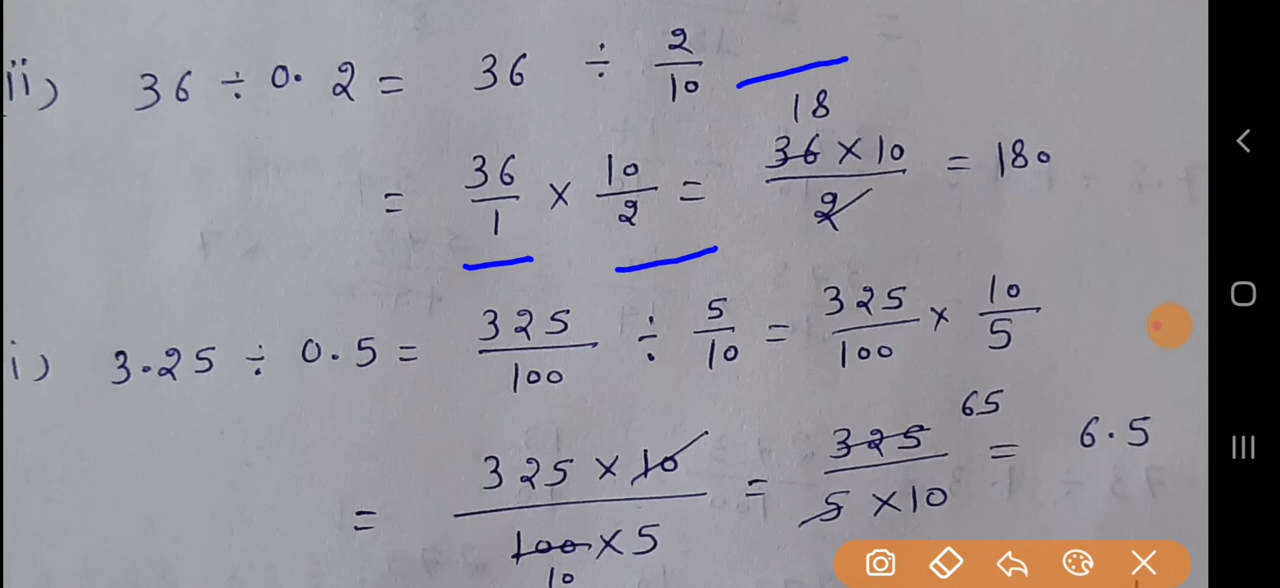 ii) 36 ÷ 0.2 = 36 ÷ 2/10
= 36/1 × 10/2 = 36 × 10/2 = 180
18
i) 3.25 ÷ 0.5 = 325/100 ÷ 5/10 = 325/100 × 10/5
= 325 × 10/100 × 5 = 325/5 × 10 = 6.5
65
10